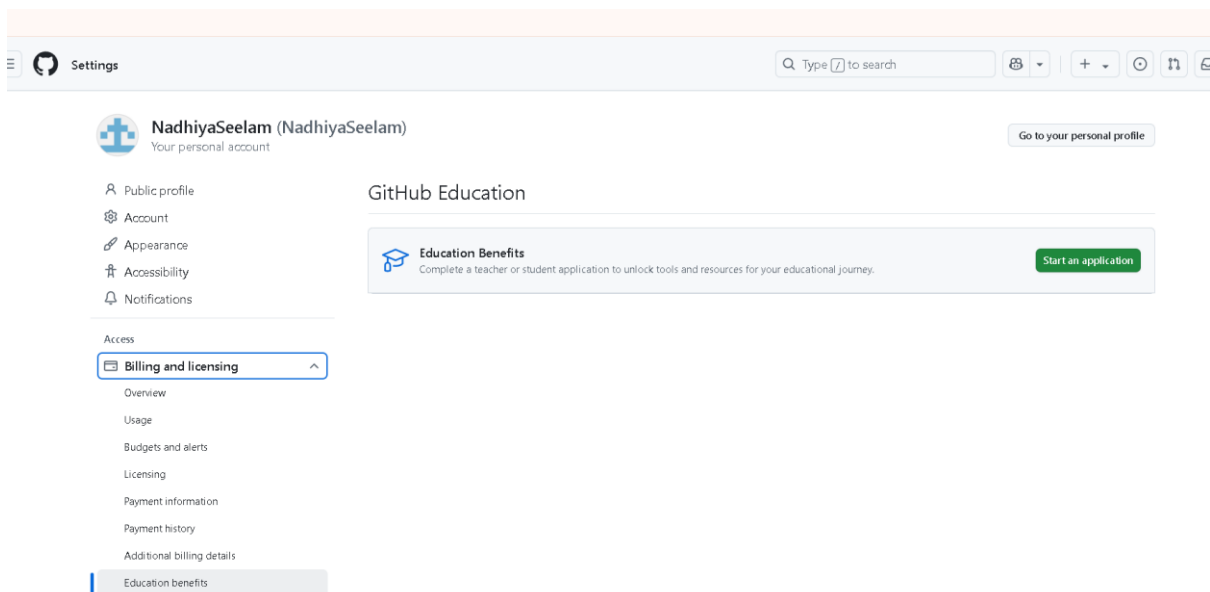 Settings
Type / to search
NadhiyaSeelam (NadhiyaSeelam)
Your personal account
Go to your personal profile
Public profile
Account
Appearance
Accessibility
Notifications
Access
Billing and licensing
Overview
Usage
Budgets and alerts
Licensing
Payment information
Payment history
Additional billing details
Education benefits
GitHub Education
Education Benefits
Complete a teacher or student application to unlock tools and resources for your educational journey.
Start an application